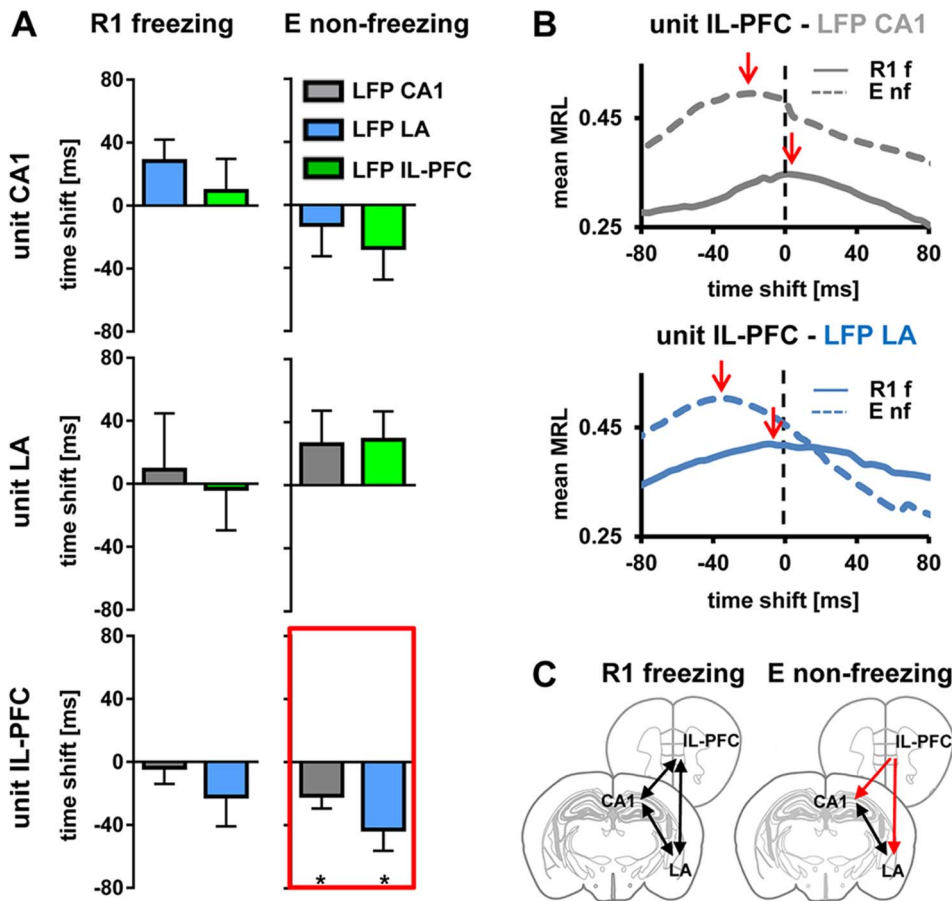 A
R1 freezing
E non-freezing
unit CA1
time shift [ms]
80
40
0
-40
-80
LFP CA1
LFP LA
LFP IL-PFC
unit LA
time shift [ms]
80
40
0
-40
-80
unit IL-PFC
time shift [ms]
80
40
0
-40
-80
* *
B
unit IL-PFC - LFP CA1
R1 f
E nf
mean MRL
0.45
0.25
-80 -40 0 40 80
time shift [ms]
unit IL-PFC - LFP LA
R1 f
E nf
mean MRL
0.45
0.25
-80 -40 0 40 80
time shift [ms]
C
R1 freezing
E non-freezing
IL-PFC
CA1
LA
IL-PFC
CA1
LA